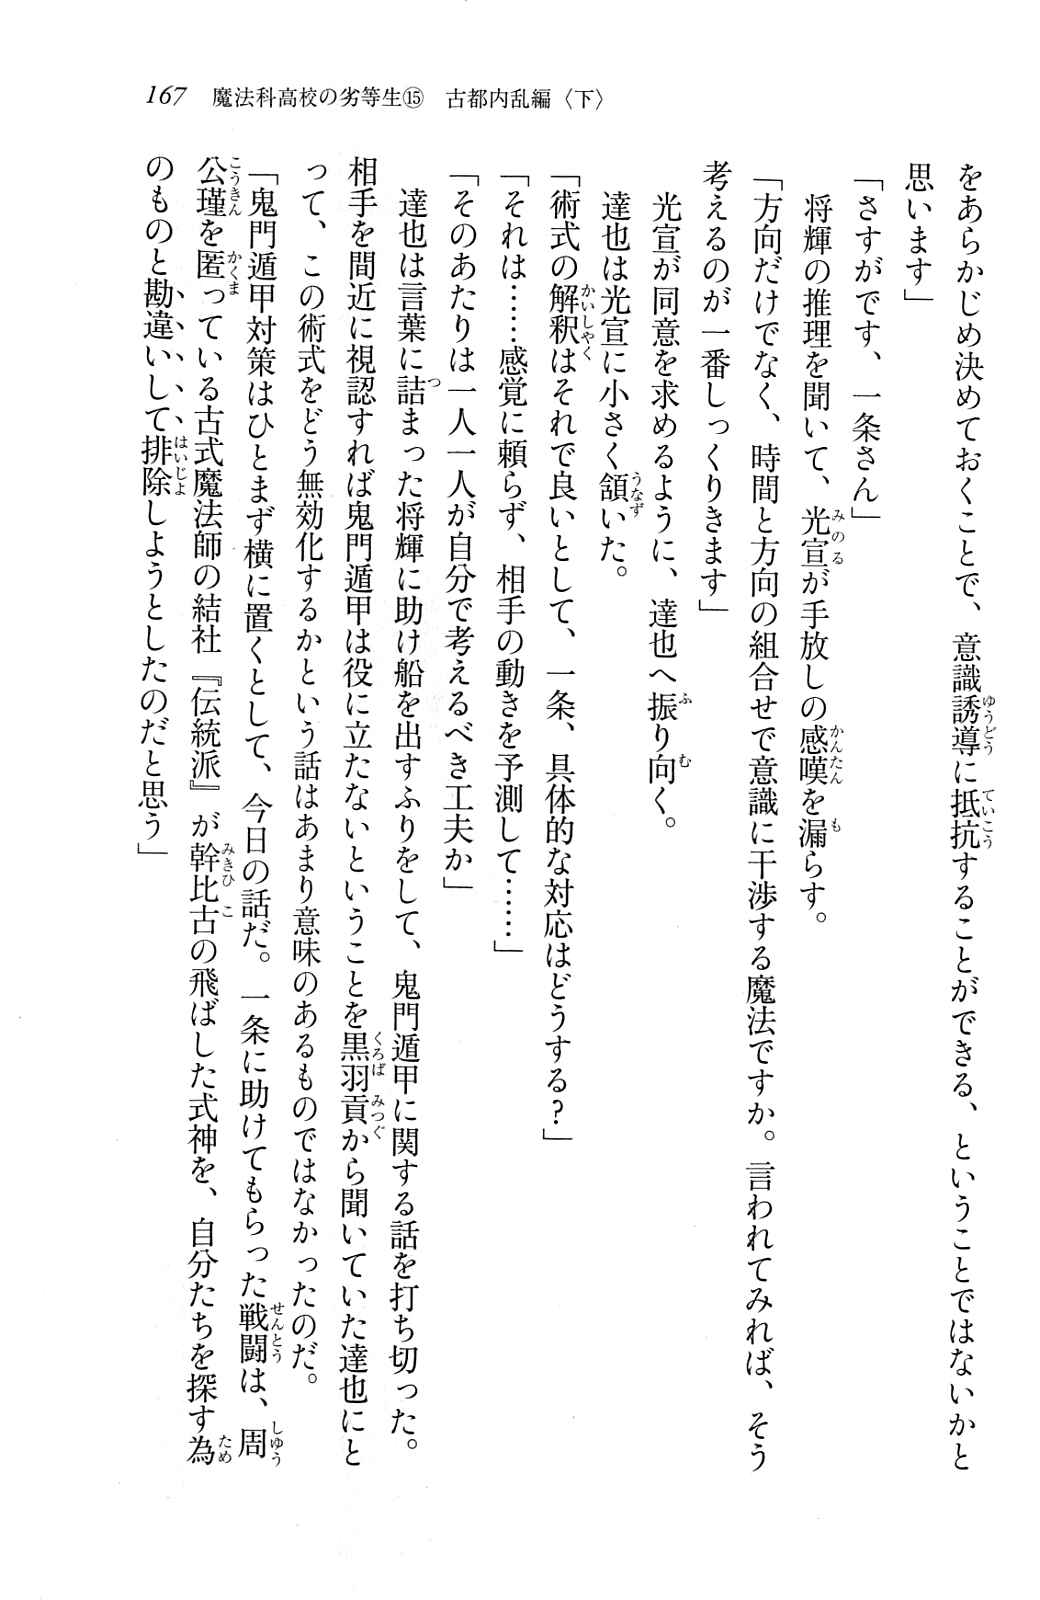 167　魔法科高校の劣等生⑮　古都内乱編〈下〉
をあらかじめ決めておくことで、意識誘導に抵抗することができる、ということではないかと
思います」
「さすがです、一条さん」
　将輝の推理を聞いて、光宣が手放しの感嘆を漏らす。
「方向だけでなく、時間と方向の組合せで意識に干渉する魔法ですか。言われてみれば、そう
考えるのが一番しっくりきます」
　光宣が同意を求めるように、達也へ振り向く。
　達也は光宣に小さく頷いた。
「術式の解釈はそれで良いとして、一条、具体的な対応はどうする？」
「それは……感覚に頼らず、相手の動きを予測して……」
「そのあたりは一人一人が自分で考えるべき工夫か」
　達也は言葉に詰まった将輝に助け船を出すふりをして、鬼門遁甲に関する話を打ち切った。
相手を間近に視認すれば鬼門遁甲は役に立たないということを黒羽貢から聞いていた達也にと
って、この術式をどう無効化するかという話はあまり意味のあるものではなかったのだ。
「鬼門遁甲対策はひとまず横に置くとして、今日の話だ。一条に助けてもらった戦闘は、周
公瑾を匿っている古式魔法師の結社『伝統派』が幹比古の飛ばした式神を、自分たちを探す為
のものと勘違いして排除しようとしたのだと思う」